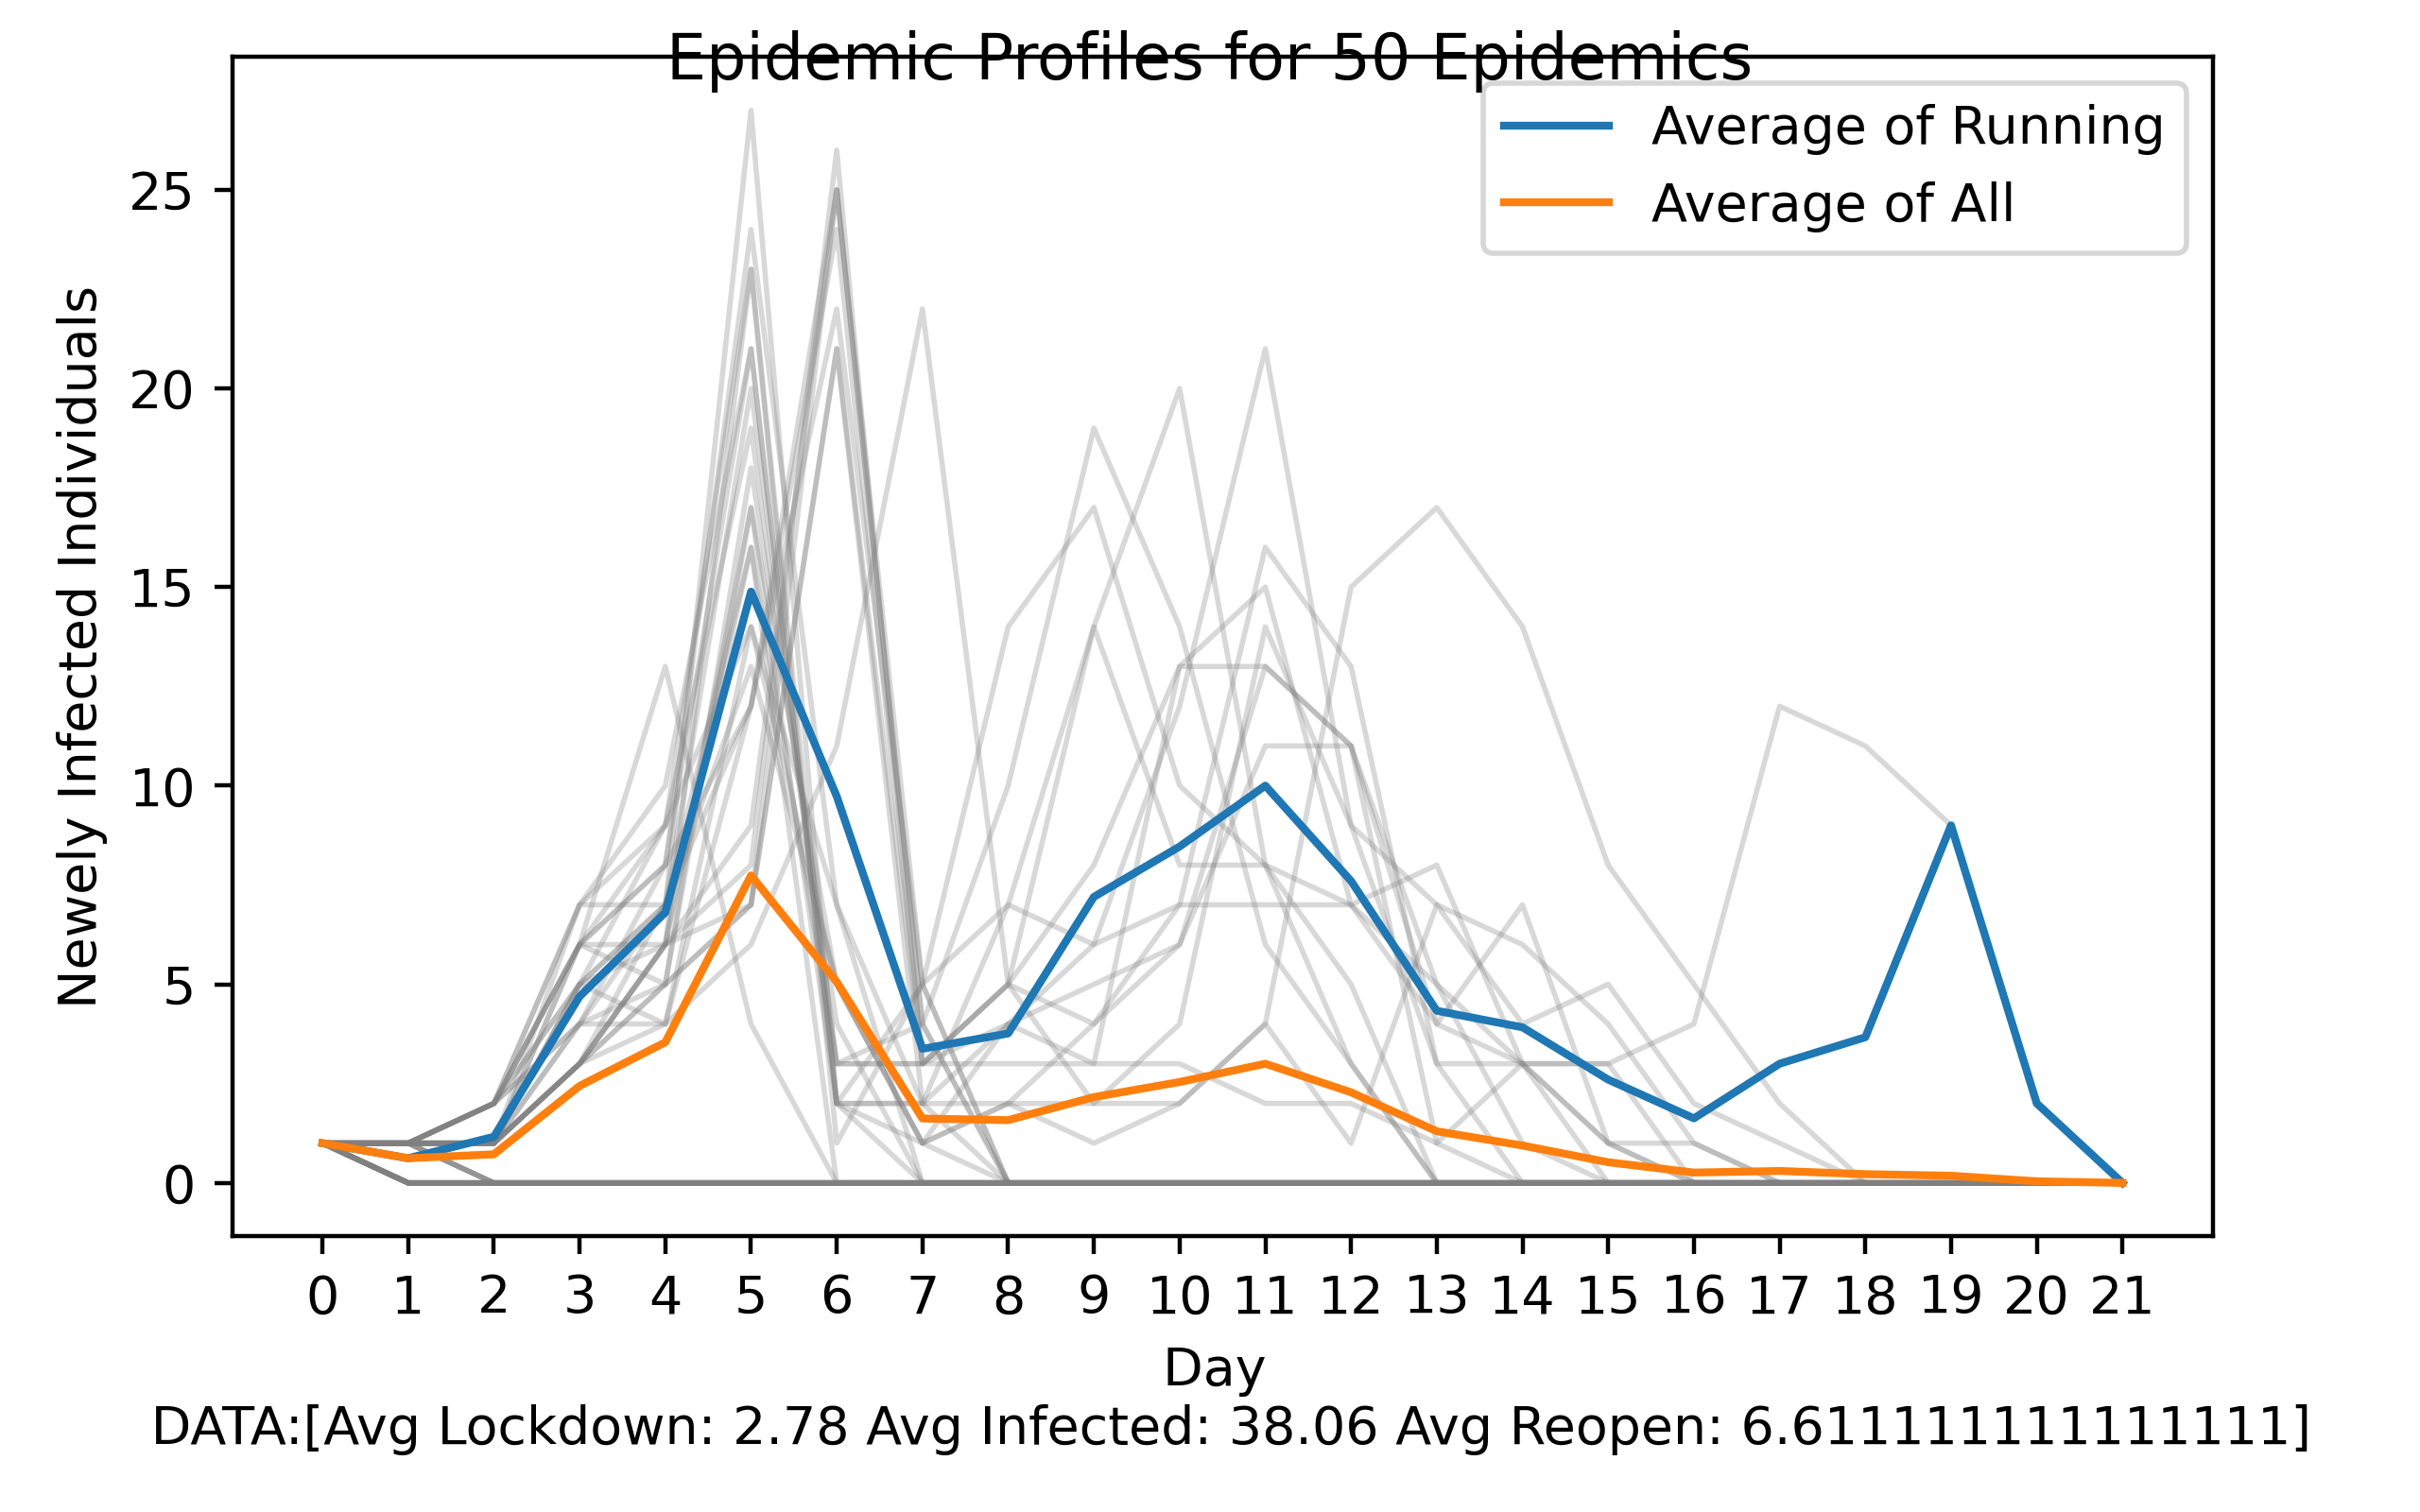 Epidemic Profiles for 50 Epidemics
Average of Running
Average of All
Newely Infected Individuals
25
20
15
10
5
0
0 1 2 3 4 5 6 7 8 9 10 11 12 13 14 15 16 17 18 19 20 21
Day
DATA:[Avg Lockdown: 2.78 Avg Infected: 38.06 Avg Reopen: 6.611111111111111]